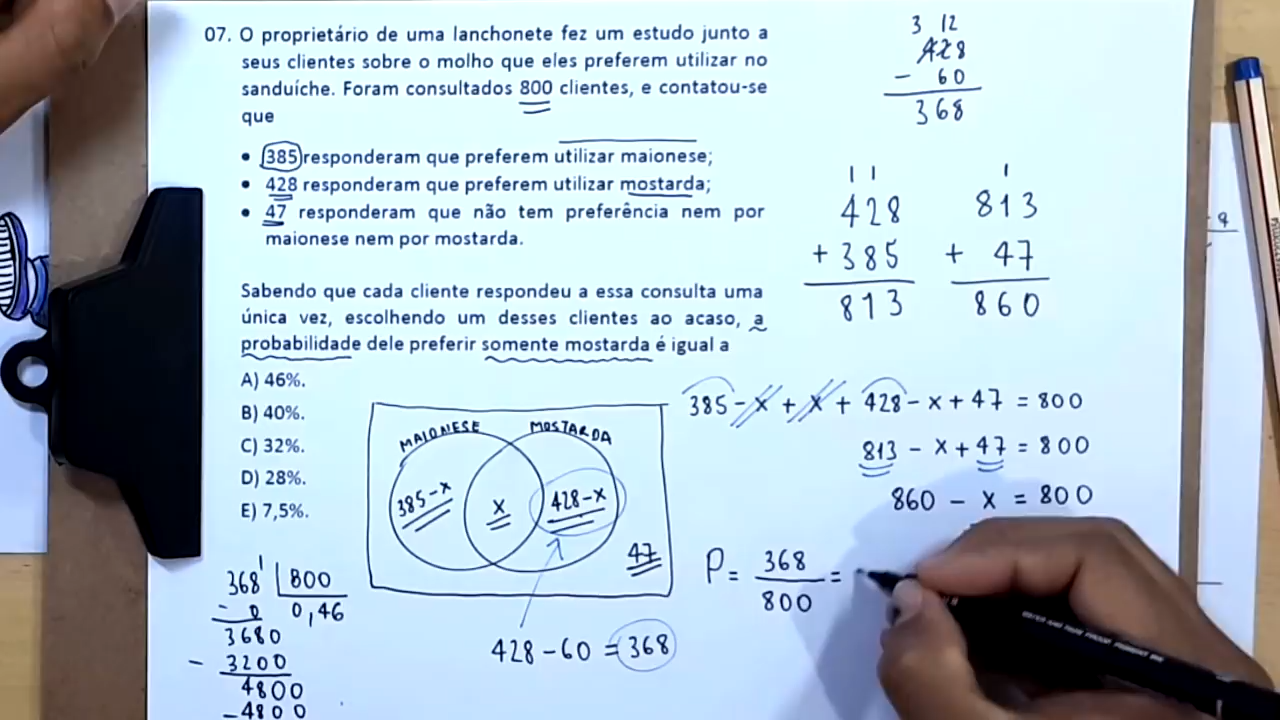 07. O proprietário de uma lanchonete fez um estudo junto a
seus clientes sobre o molho que eles preferem utilizar no
sanduíche. Foram consultados 800 clientes, e contatou-se
que
• 385 responderam que preferem utilizar maionese;
• 428 responderam que preferem utilizar mostarda;
• 47 responderam que não tem preferência nem por
maionese nem por mostarda.
Sabendo que cada cliente respondeu a essa consulta uma
única vez, escolhendo um desses clientes ao acaso, a
probabilidade dele preferir somente mostarda é igual a
A) 46%.
B) 40%.
C) 32%.
D) 28%.
E) 7,5%.
3 12
428
- 60
368
1 1
428
+ 385
813
1
813
+ 47
860
385 - x + x + 428 - x + 47 = 800
813 - x + 47 = 800
860 - x = 800
MAIONESE MOSTARDA
385-x x 428-x
47
428 - 60 = 368
P = 368 =
800
368 1 800
- 0 0,46
3680
- 3200
4800
- 4800